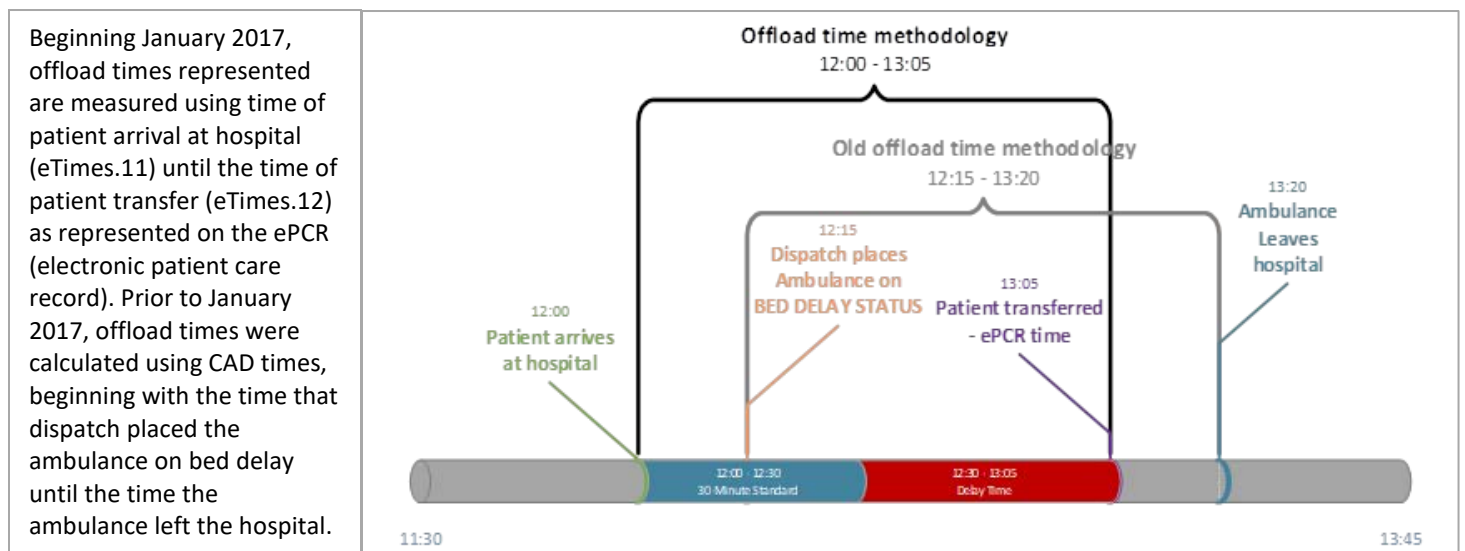 Beginning January 2017,
offload times represented
are measured using time of
patient arrival at hospital
(eTimes.11) until the time of
patient transfer (eTimes.12)
as represented on the ePCR
(electronic patient care
record). Prior to January
2017, offload times were
calculated using CAD times,
beginning with the time that
dispatch placed the
ambulance on bed delay
until the time the
ambulance left the hospital.
Offload time methodology
12:00 - 13:05
Old offload time methodology
12:15 - 13:20
13:20
Ambulance
Leaves
hospital
12:15
Dispatch places
Ambulance on
BED DELAY STATUS
13:05
Patient transferred
- ePCR time
12:00
Patient arrives
at hospital
12:00 - 12:30
30 Minute Standard
12:30 - 13:05
Delay Time
11:30
13:45